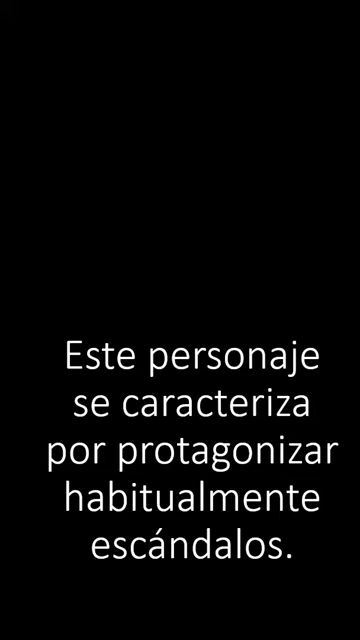 Este personaje
se caracteriza
por protagonizar
habitualmente
escándalos.